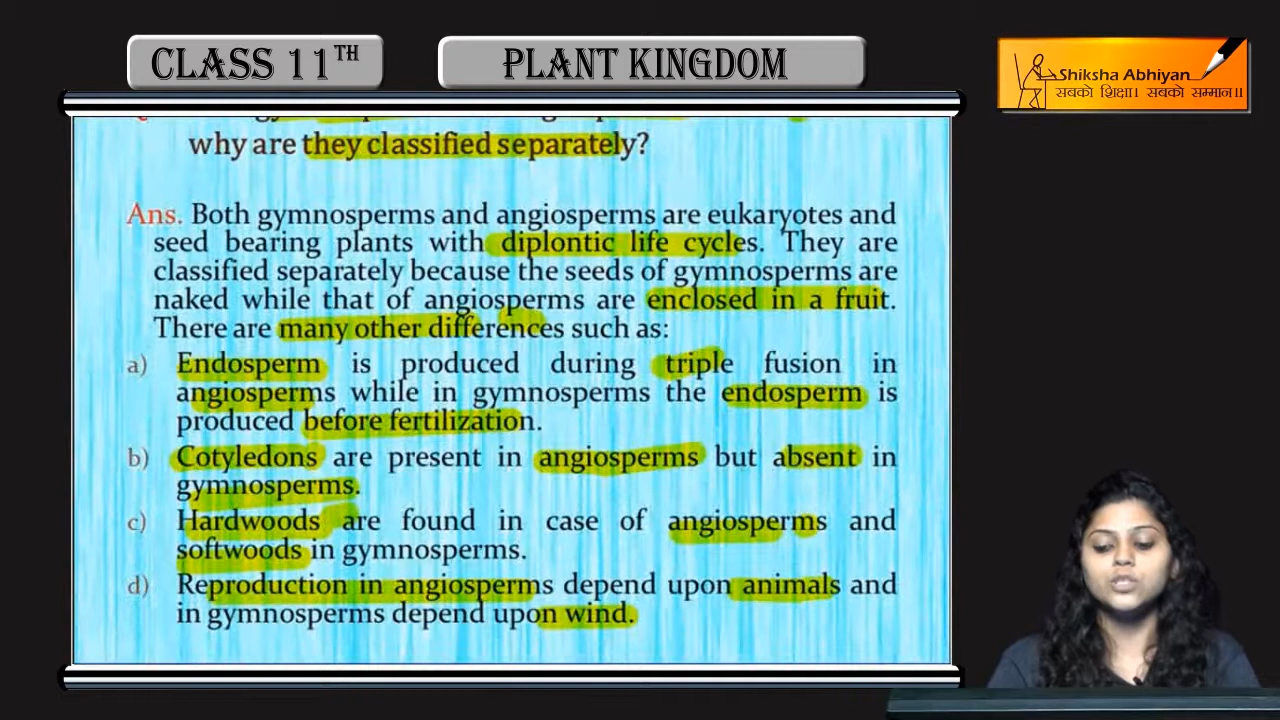 CLASS 11TH
PLANT KINGDOM
Shiksha Abhiyan
सबको शिक्षा। सबको सम्मान।।
why are they classified separately?
Ans. Both gymnosperms and angiosperms are eukaryotes and
seed bearing plants with diplontic life cycles. They are
classified separately because the seeds of gymnosperms are
naked while that of angiosperms are enclosed in a fruit.
There are many other differences such as:
a) Endosperm is produced during triple fusion in
angiosperms while in gymnosperms the endosperm is
produced before fertilization.
b) Cotyledons are present in angiosperms but absent in
gymnosperms.
c) Hardwoods are found in case of angiosperms and
softwoods in gymnosperms.
d) Reproduction in angiosperms depend upon animals and
in gymnosperms depend upon wind.